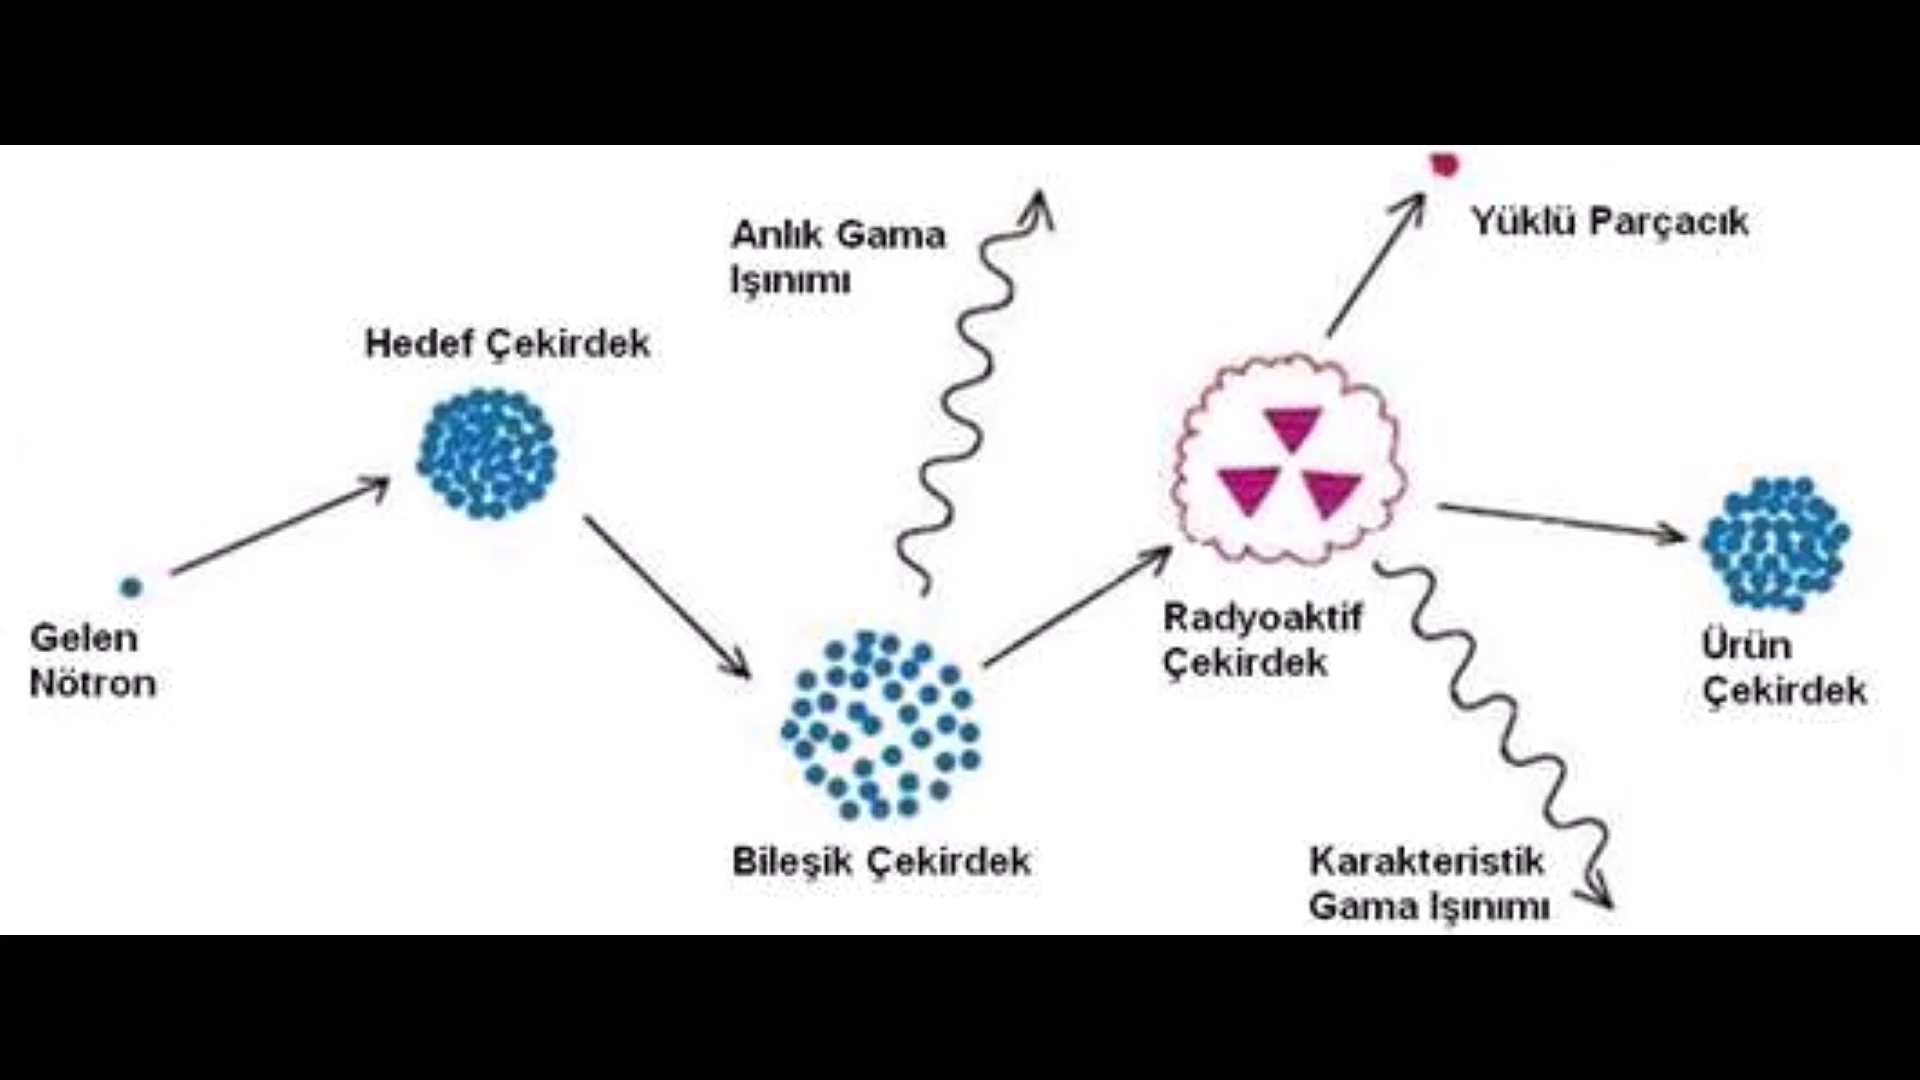 Gelen
Nötron
Hedef Çekirdek
Anlık Gama
Işınımı
Bileşik Çekirdek
Yüklü Parçacık
Radyoaktif
Çekirdek
Karakteristik
Gama Işınımı
Ürün
Çekirdek